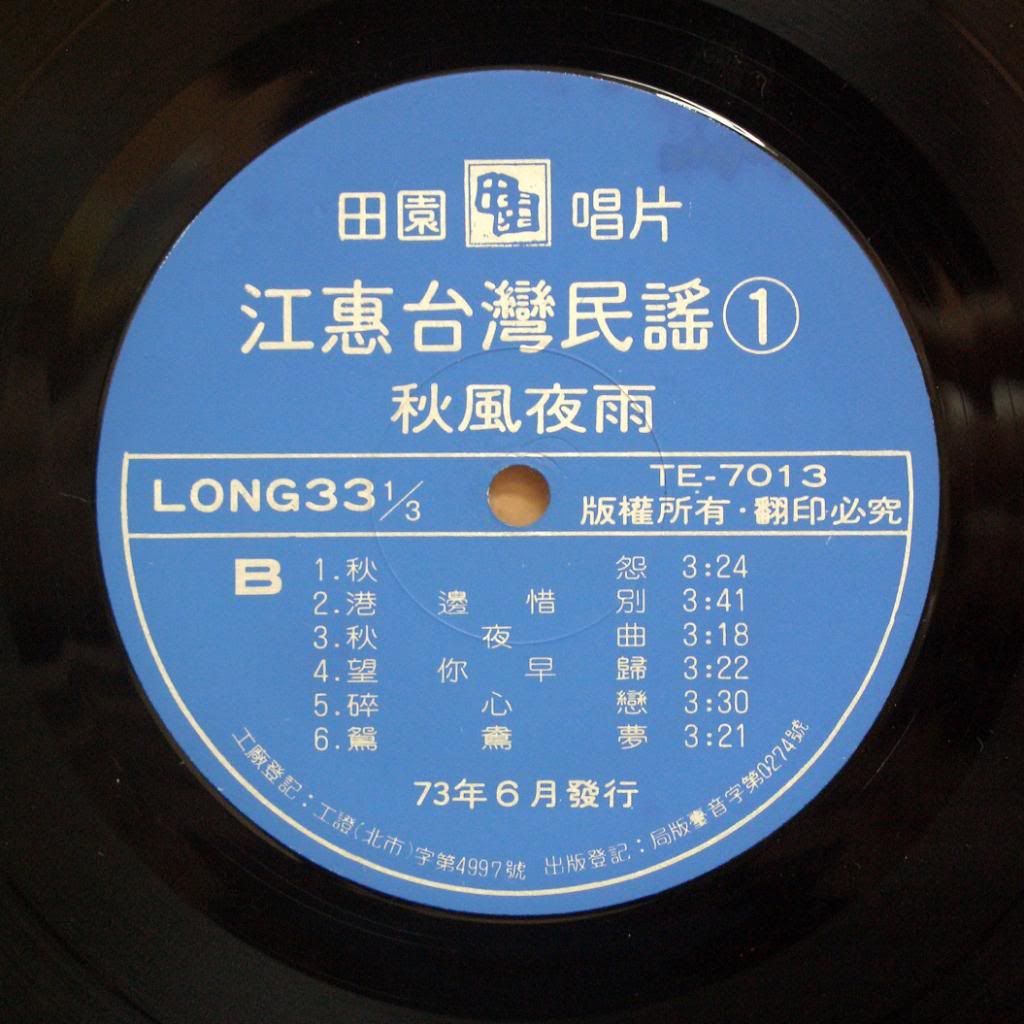 田園 唱片
江惠台灣民謠①
秋風夜雨
LONG33 1/3
TE-7013
版權所有·翻印必究
B
1.秋怨 3:24
2.港邊惜別 3:41
3.秋夜曲 3:18
4.望你早歸 3:22
5.碎心戀 3:30
6.鴛鴦夢 3:21
73年6月發行
工廠登記：工證(北市)字第4997號 出版登記：局版臺音字第0274號